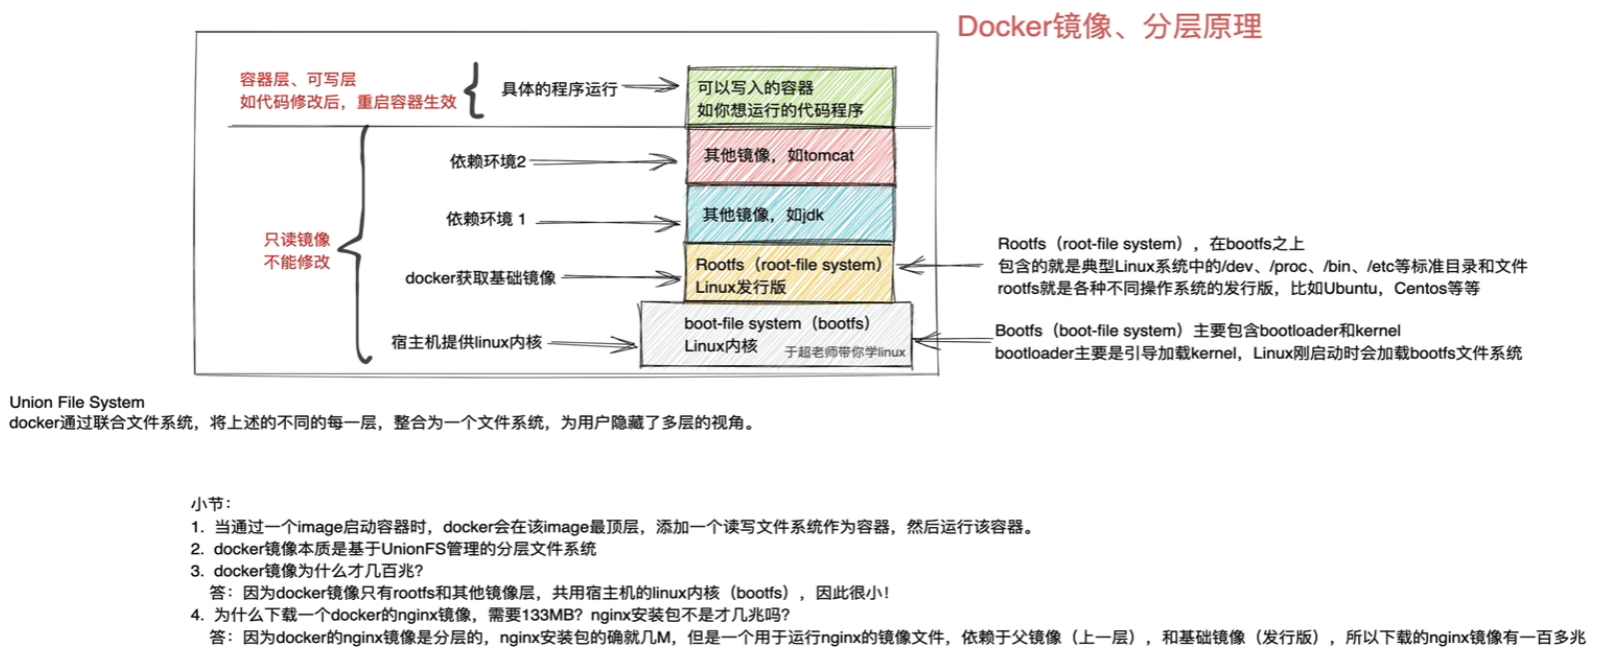 Docker镜像、分层原理
容器层、可写层
如代码修改后，重启容器生效
具体的程序运行
可以写入的容器
如你想运行的代码程序
依赖环境2
其他镜像，如tomcat
依赖环境 1
其他镜像，如jdk
只读镜像
不能修改
docker获取基础镜像
Rootfs（root-file system）
Linux发行版
Rootfs（root-file system），在bootfs之上
包含的就是典型Linux系统中的/dev、/proc、/bin、/etc等标准目录和文件
rootfs就是各种不同操作系统的发行版，比如Ubuntu，Centos等等
宿主机提供linux内核
boot-file system（bootfs）
Linux内核
于超老师带你学linux
Bootfs（boot-file system）主要包含bootloader和kernel
bootloader主要是引导加载kernel，Linux刚启动时会加载bootfs文件系统
Union File System
docker通过联合文件系统，将上述的不同的每一层，整合为一个文件系统，为用户隐藏了多层的视角。
小节：
1. 当通过一个image启动容器时，docker会在该image最顶层，添加一个读写文件系统作为容器，然后运行该容器。
2. docker镜像本质是基于UnionFS管理的分层文件系统
3. docker镜像为什么才几百兆？
答：因为docker镜像只有rootfs和其他镜像层，共用宿主机的linux内核（bootfs），因此很小！
4. 为什么下载一个docker的nginx镜像，需要133MB？nginx安装包不是才几兆吗？
答：因为docker的nginx镜像是分层的，nginx安装包的确就几M，但是一个用于运行nginx的镜像文件，依赖于父镜像（上一层），和基础镜像（发行版），所以下载的nginx镜像有一百多兆